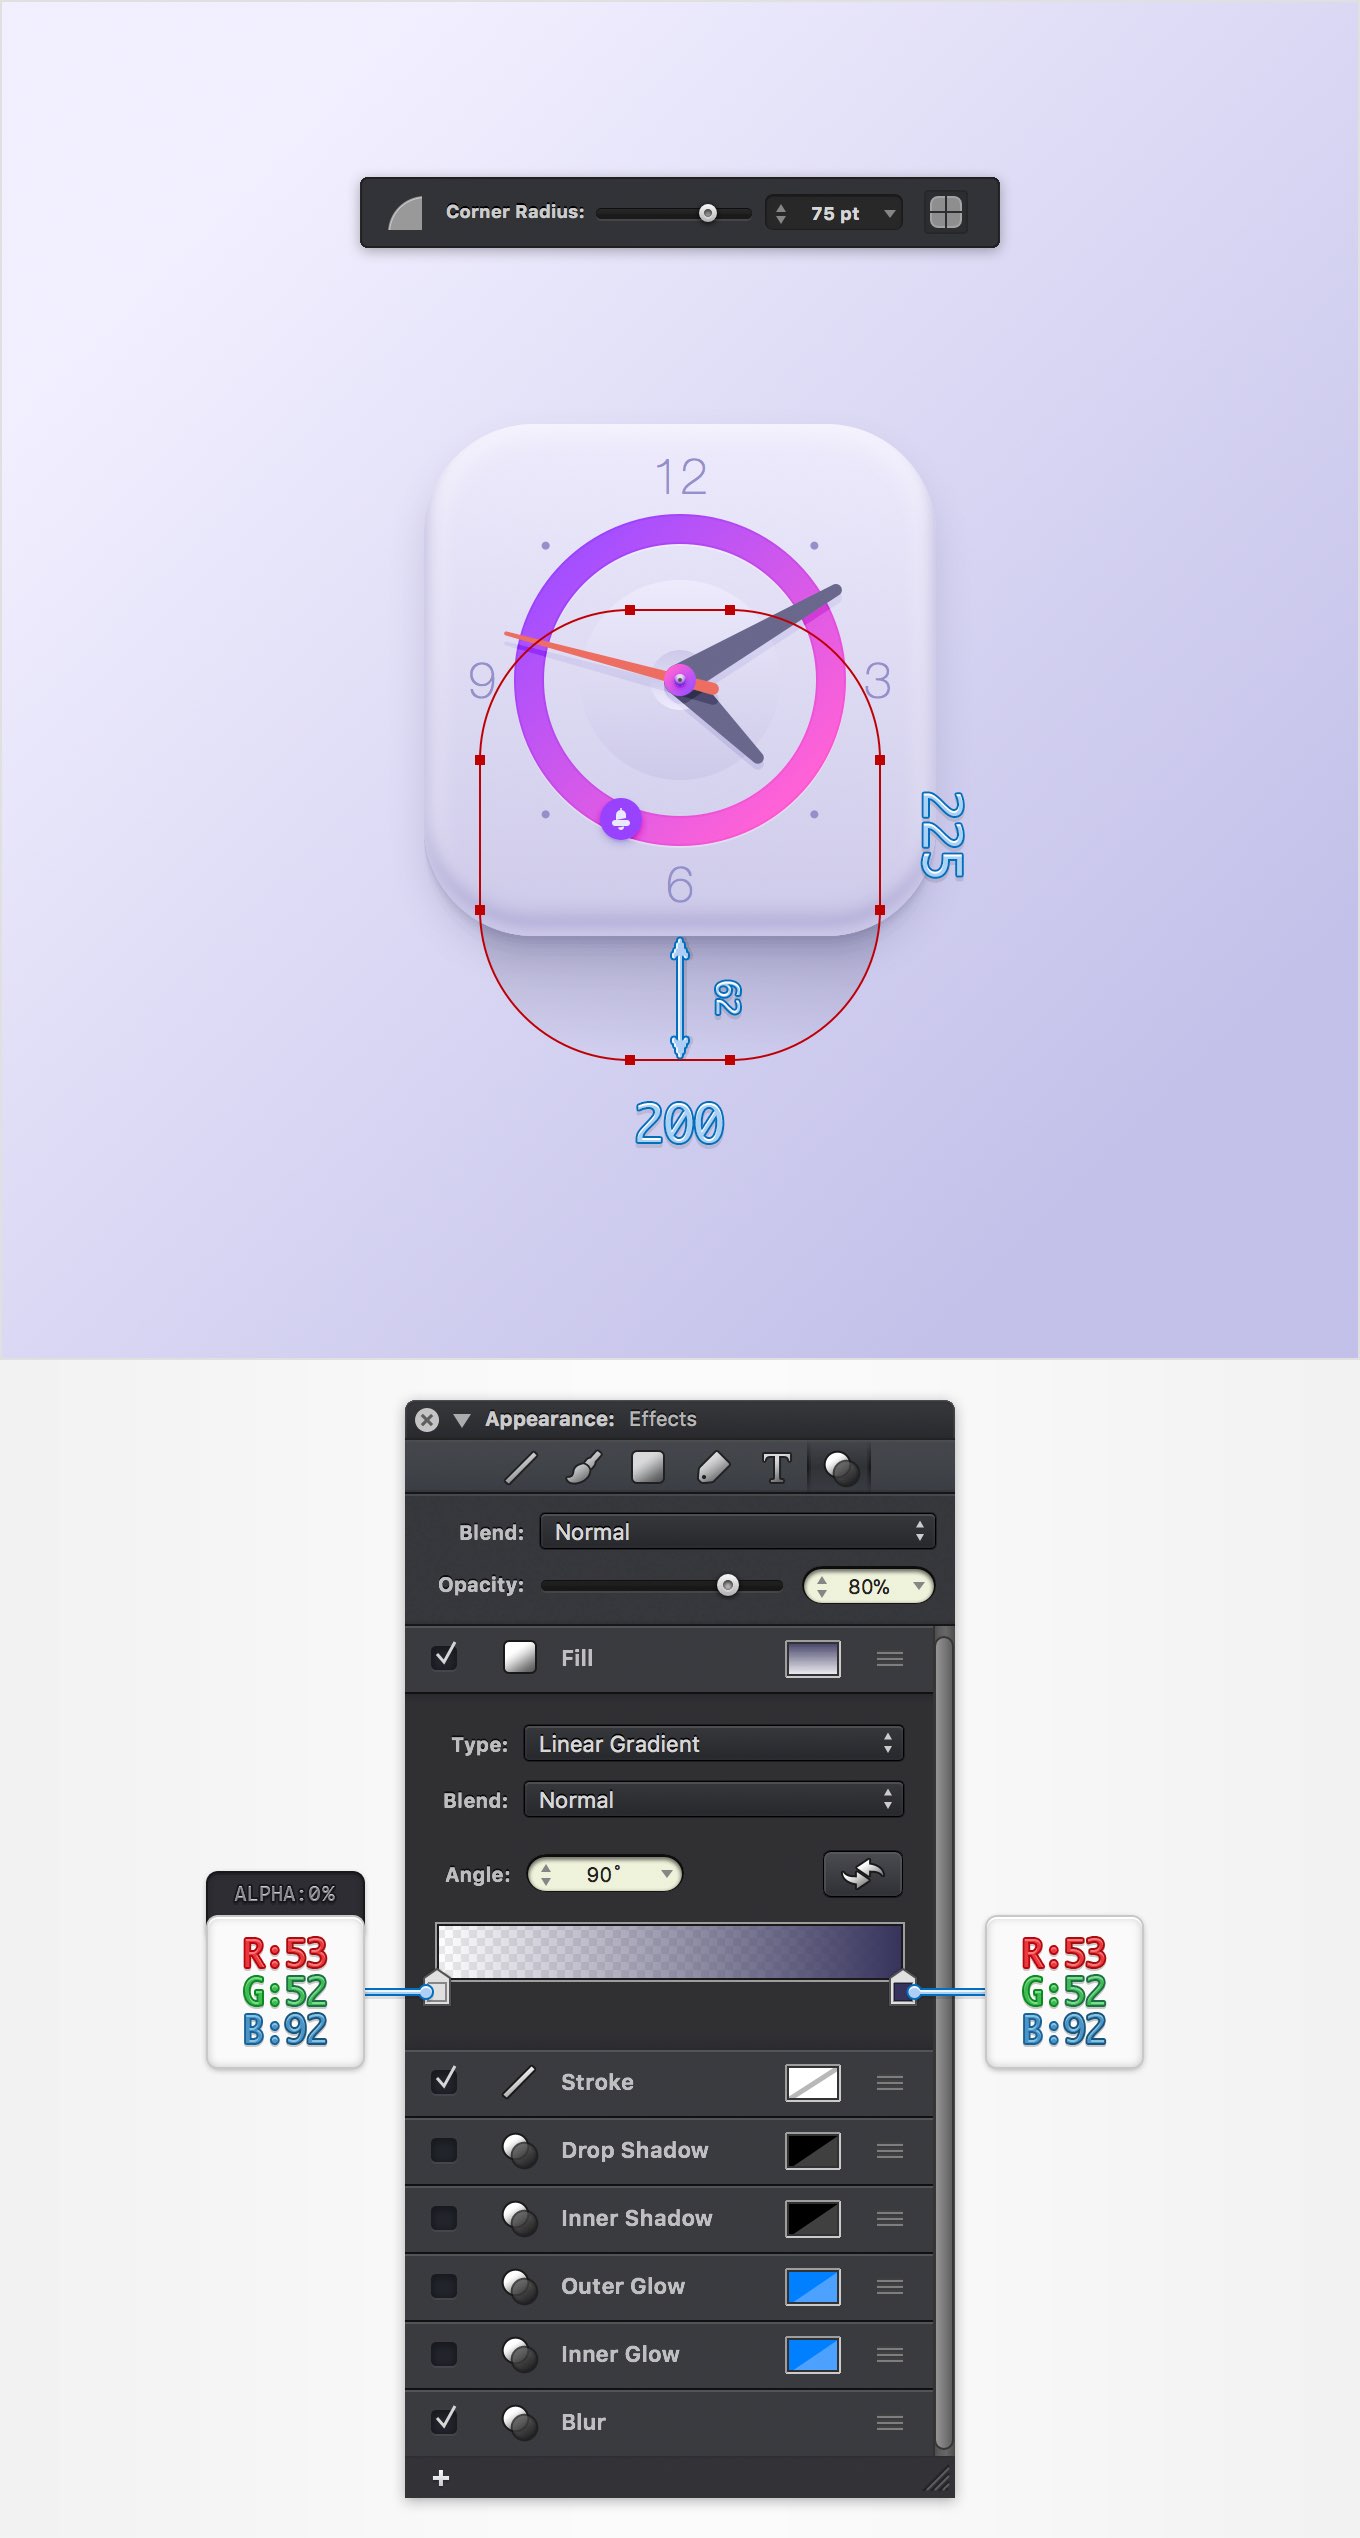 Corner Radius: 75 pt
12
9
3
6
225
62
200
Appearance: Effects
T
Blend: Normal
Opacity: 80%
Fill
Type: Linear Gradient
Blend: Normal
Angle: 90°
ALPHA:0%
R:53
G:52
B:92
R:53
G:52
B:92
Stroke
Drop Shadow
Inner Shadow
Outer Glow
Inner Glow
Blur
+